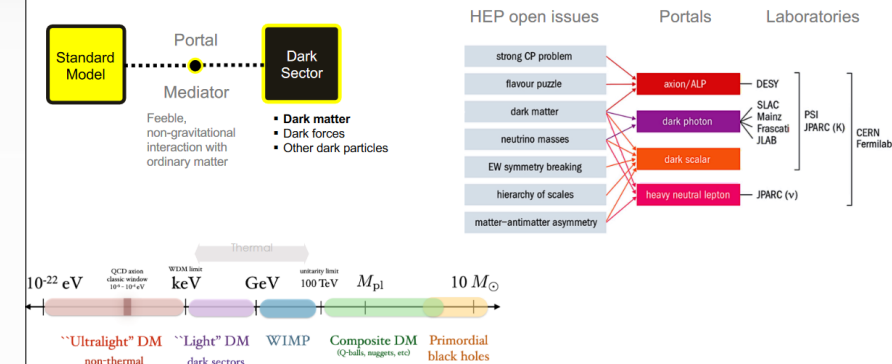 Standard
Model
Portal
Mediator
Feeble,
non-gravitational
interaction with
ordinary matter
Dark
Sector
▪ Dark matter
▪ Dark forces
▪ Other dark particles
HEP open issues
Portals
Laboratories
strong CP problem
flavour puzzle
dark matter
neutrino masses
EW symmetry breaking
hierarchy of scales
matter–antimatter asymmetry
axion/ALP
dark photon
dark scalar
heavy neutral lepton
DESY
SLAC
Mainz
Frascati
JLAB
JPARC (ν)
PSI
JPARC (K)
CERN
Fermilab
Thermal
10⁻²² eV
QCD axion
classic window
WDM limit
keV
GeV
unitarity limit
100 TeV
Mpl
10 M⊙
``Ultralight" DM
non-thermal
``Light" DM
dark sectors
WIMP
Composite DM
(Q-balls, nuggets, etc)
Primordial
black holes